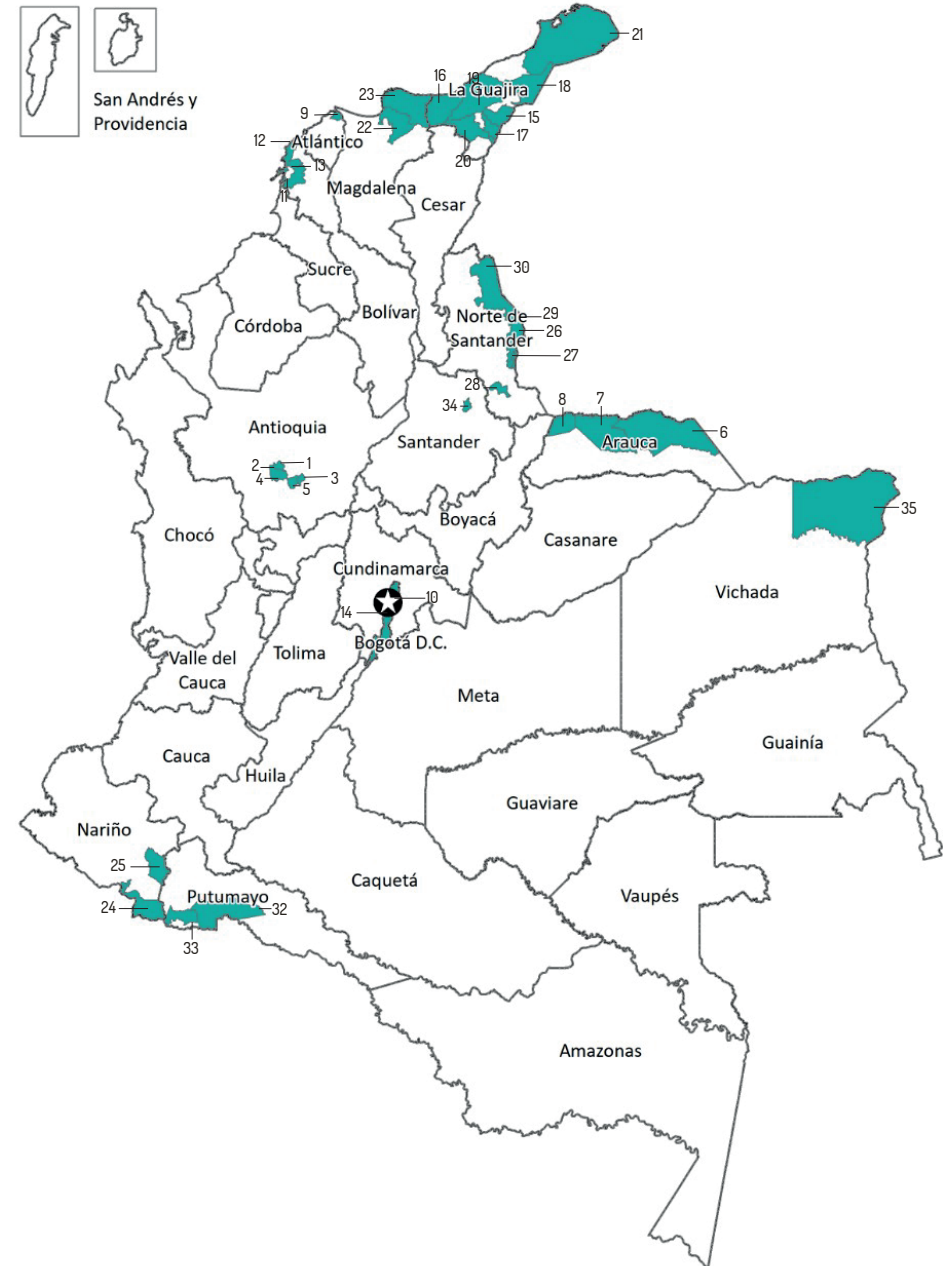 21
23
16
19
La Guajira
18
San Andrés y
Providencia
9
15
22
12
Atlántico
17
20
13
Magdalena
11
Cesar
30
Sucre
Bolívar
Norte de
Santander
29
26
Córdoba
27
28
34
8
7
Antioquia
Santander
Arauca
6
2
1
4
3
5
35
Boyacá
Chocó
Casanare
Cundinamarca
Vichada
10
14
Bogotá D.C.
Valle del
Cauca
Tolima
Meta
Guainía
Cauca
Huila
Guaviare
Nariño
25
Caquetá
Vaupés
Putumayo
24
32
33
Amazonas